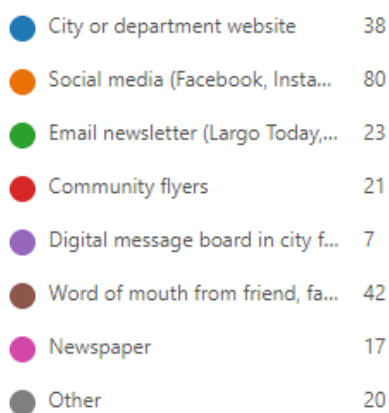 City or department website 38
Social media (Facebook, Insta... 80
Email newsletter (Largo Today,... 23
Community flyers 21
Digital message board in city f... 7
Word of mouth from friend, fa... 42
Newspaper 17
Other 20